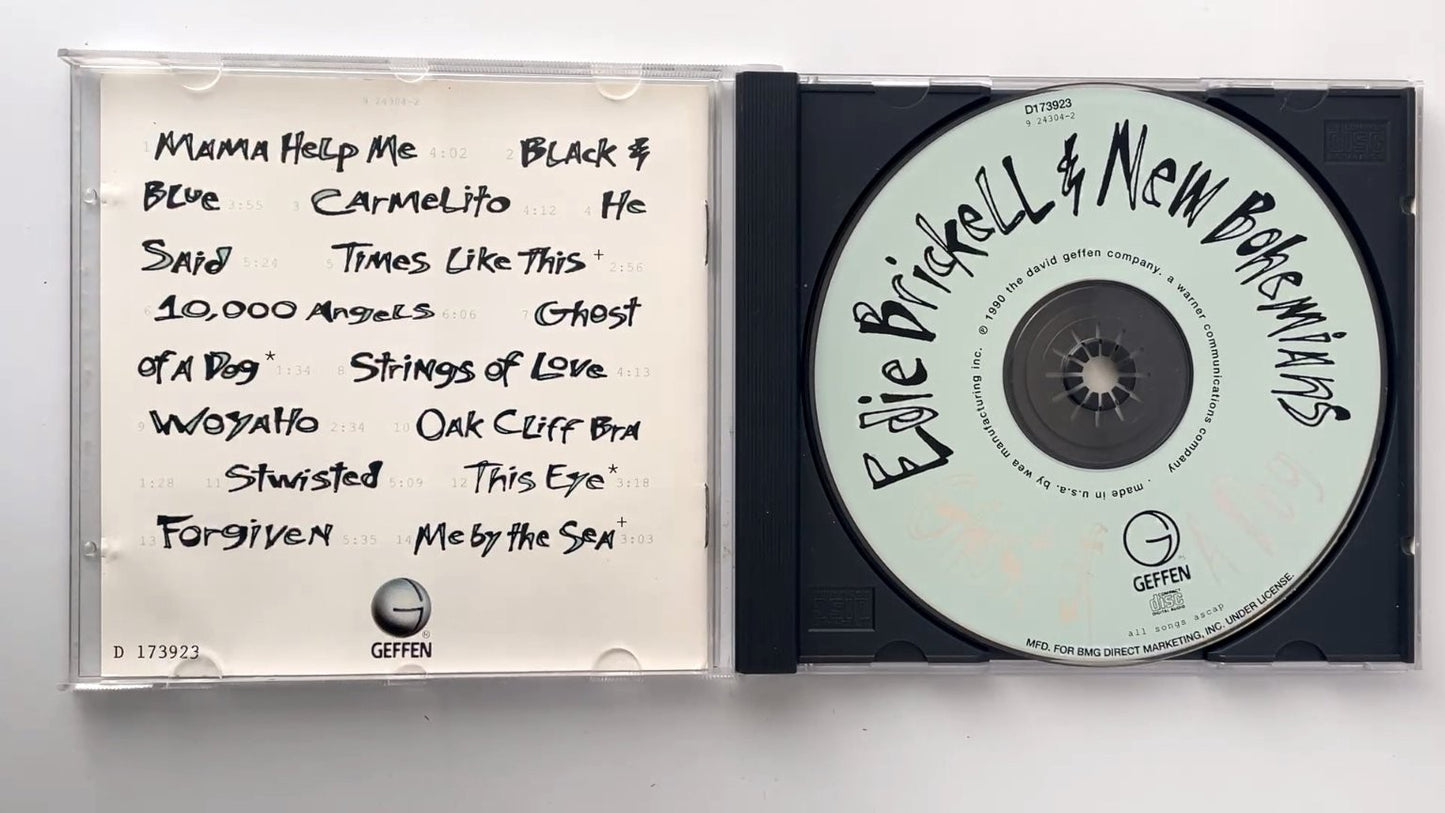 9 24304-2
1 Mama Help Me 4:02 2 Black &
Blue 3:55 3 Carmelito 4:12 4 He
Said 5:24 5 Times Like This + 2:56
6 10,000 Angels 6:06 7 Ghost
of A Dog * 1:34 8 Strings of Love 4:13
9 Woyaho 2:34 10 Oak Cliff Bra
1:28 11 Stwisted 5:09 12 This Eye * 3:18
13 Forgiven 5:35 14 Me by the Sea + 3:03
G
GEFFEN
®
D 173923
D173923
9 24304-2
Edie Brickell & New Bohemians
℗ 1990 the david geffen company. a warner communications company
. made in u.s.a. by wea manufacturing inc.
A Dog
G
GEFFEN
COMPACT
disc
DIGITAL AUDIO
all songs ascap
MFD. FOR BMG DIRECT MARKETING, INC. UNDER LICENSE.